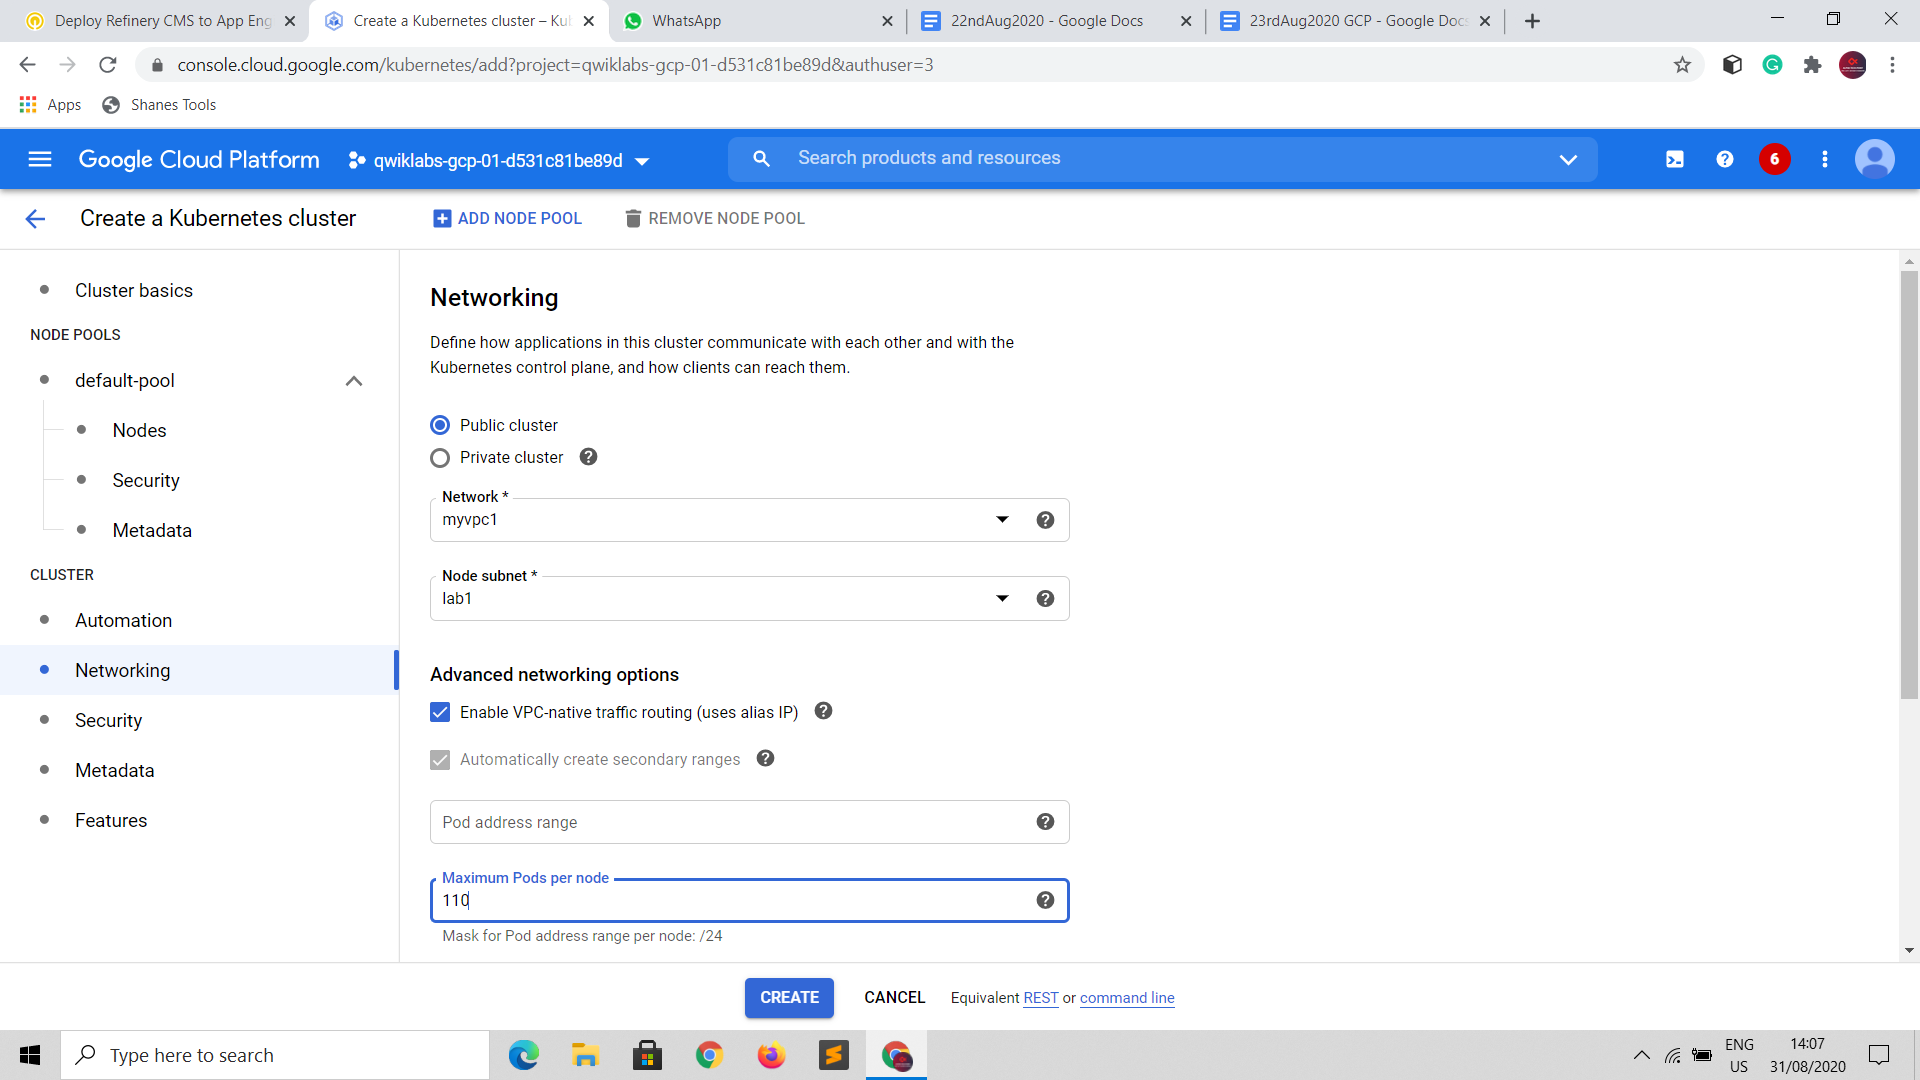 Deploy Refinery CMS to App Eng
Create a Kubernetes cluster – Kub
WhatsApp
22ndAug2020 - Google Docs
23rdAug2020 GCP - Google Docs
console.cloud.google.com/kubernetes/add?project=qwiklabs-gcp-01-d531c81be89d&authuser=3
Apps
Shanes Tools
Google Cloud Platform
qwiklabs-gcp-01-d531c81be89d
Search products and resources
6
Create a Kubernetes cluster
ADD NODE POOL
REMOVE NODE POOL
Cluster basics
NODE POOLS
default-pool
Nodes
Security
Metadata
CLUSTER
Automation
Networking
Security
Metadata
Features
Networking
Define how applications in this cluster communicate with each other and with the
Kubernetes control plane, and how clients can reach them.
Public cluster
Private cluster
Network *
myvpc1
Node subnet *
lab1
Advanced networking options
Enable VPC-native traffic routing (uses alias IP)
Automatically create secondary ranges
Pod address range
Maximum Pods per node
110
Mask for Pod address range per node: /24
CREATE
CANCEL
Equivalent REST or command line
Type here to search
ENG
US
14:07
31/08/2020